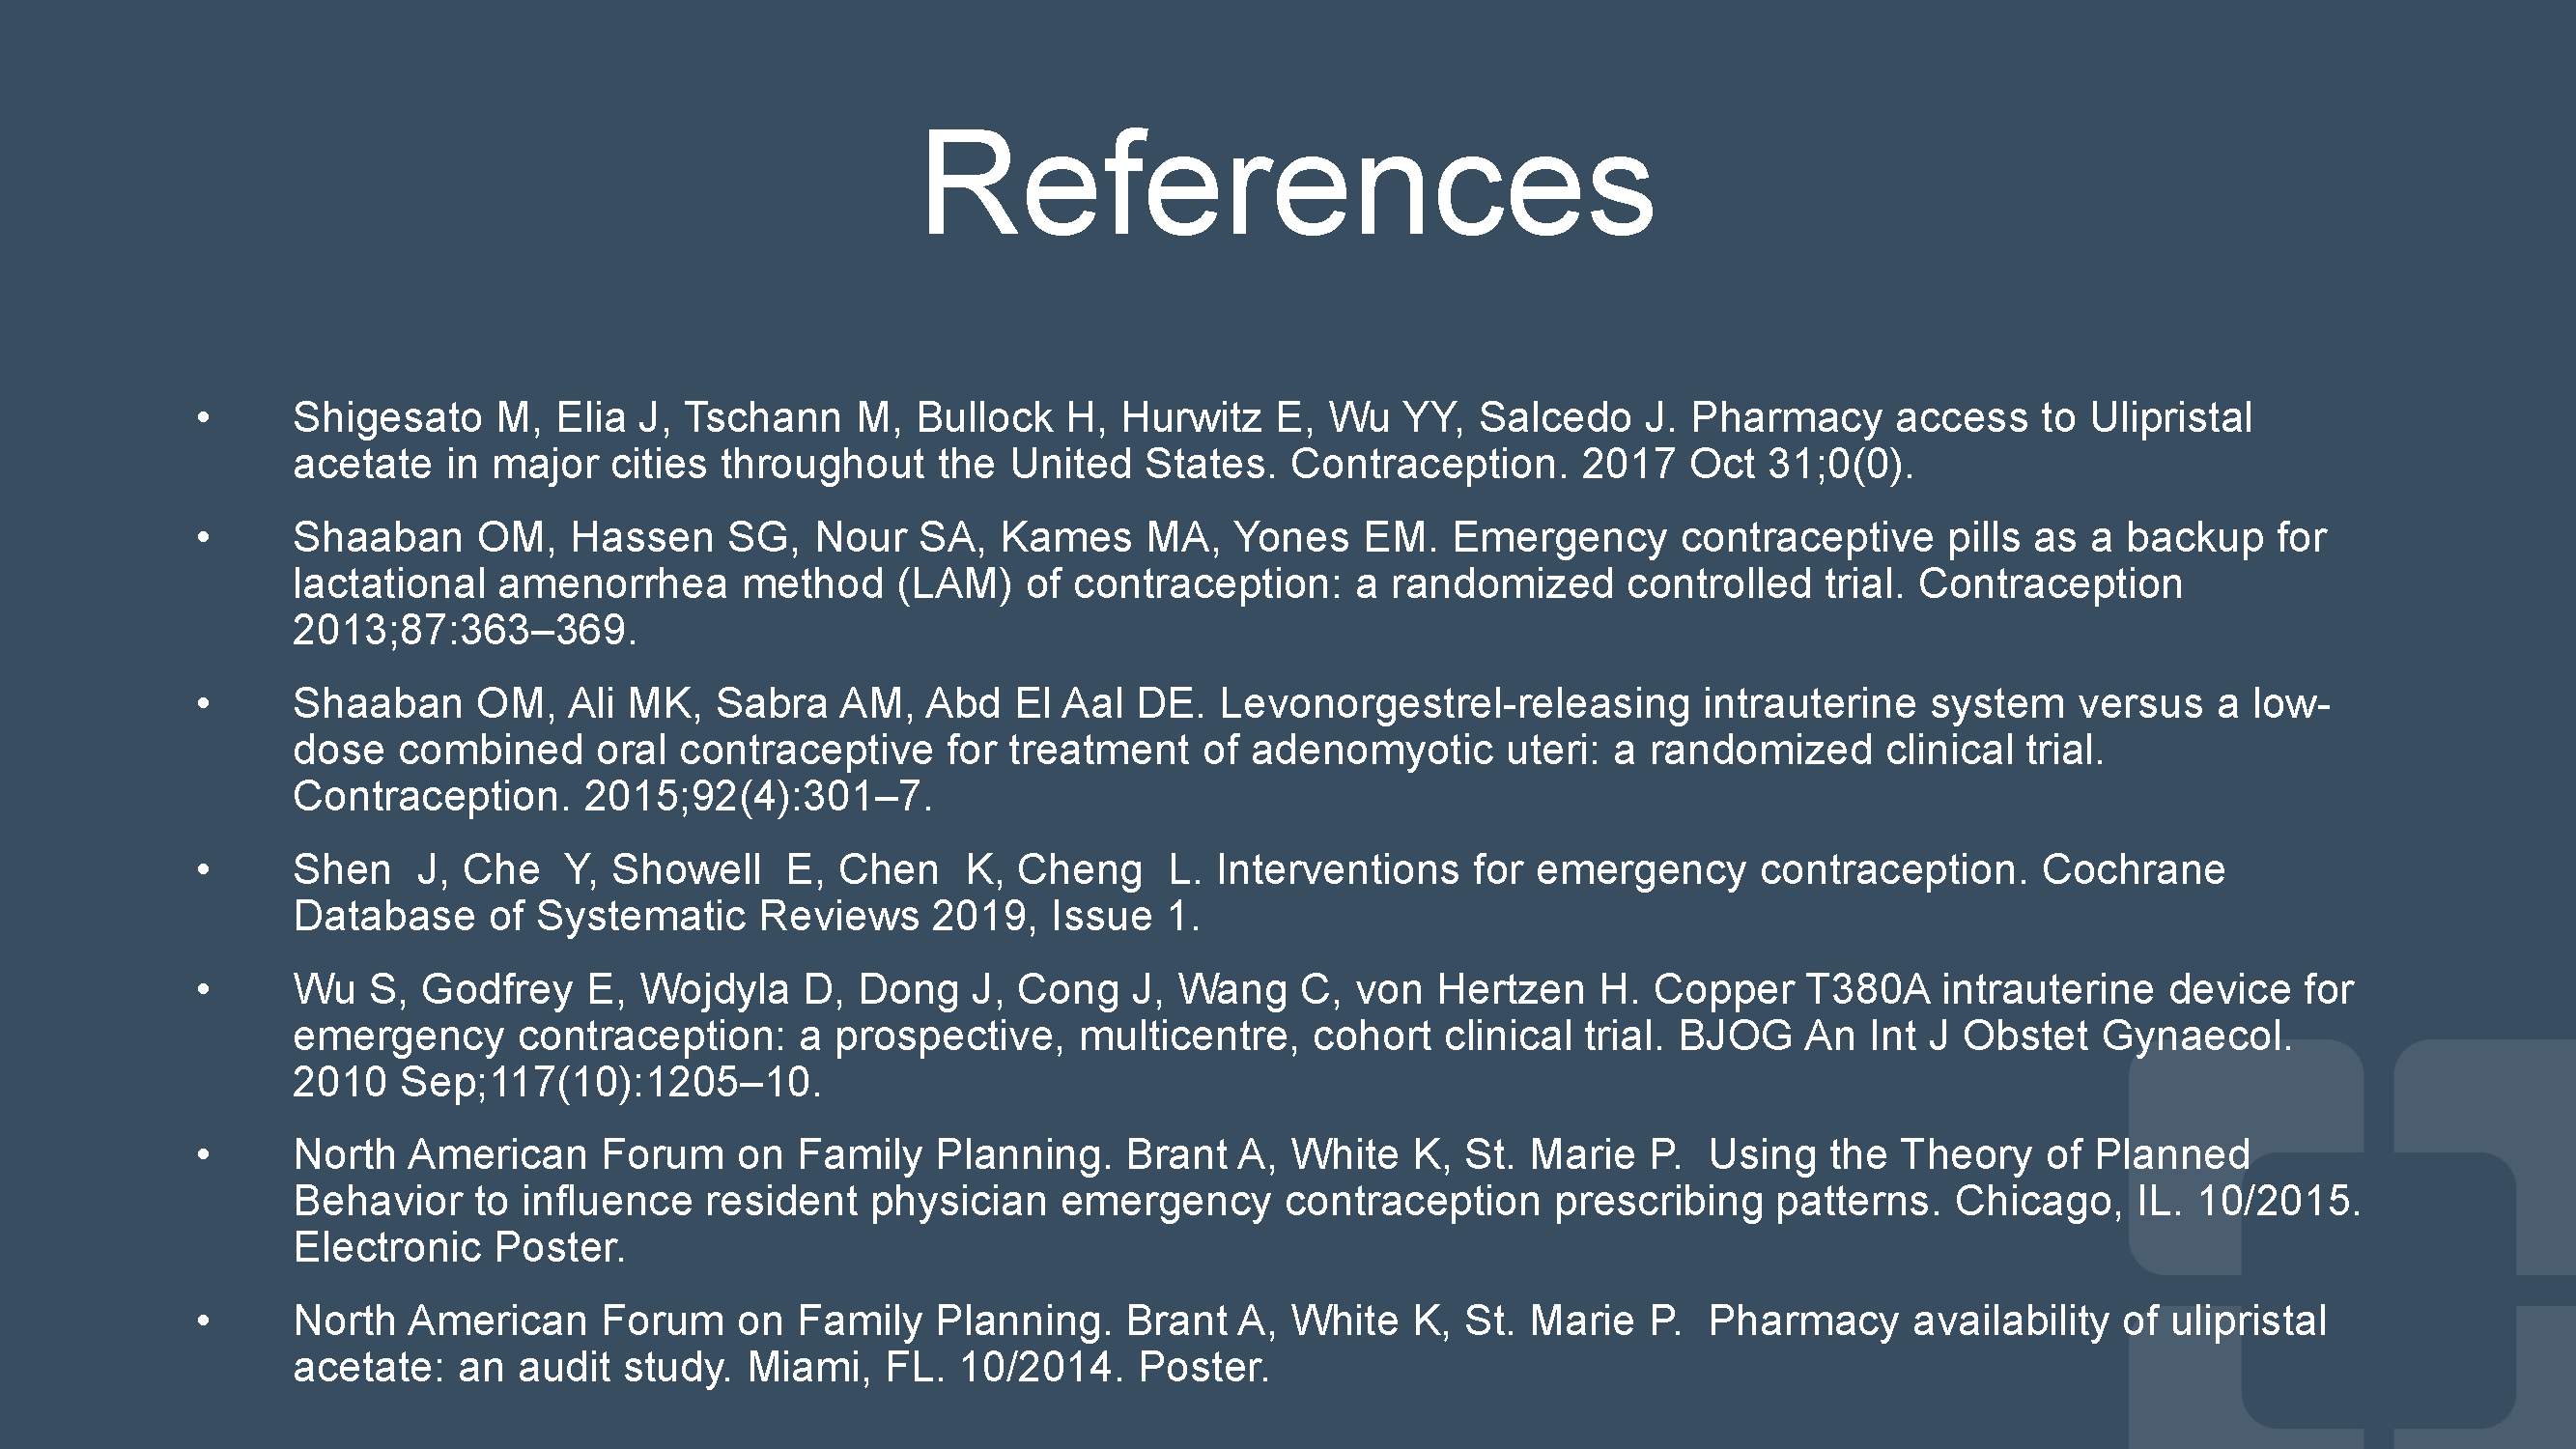 References
• Shigesato M, Elia J, Tschann M, Bullock H, Hurwitz E, Wu YY, Salcedo J. Pharmacy access to Ulipristal
acetate in major cities throughout the United States. Contraception. 2017 Oct 31;0(0).
• Shaaban OM, Hassen SG, Nour SA, Kames MA, Yones EM. Emergency contraceptive pills as a backup for
lactational amenorrhea method (LAM) of contraception: a randomized controlled trial. Contraception
2013;87:363–369.
• Shaaban OM, Ali MK, Sabra AM, Abd El Aal DE. Levonorgestrel-releasing intrauterine system versus a low-
dose combined oral contraceptive for treatment of adenomyotic uteri: a randomized clinical trial.
Contraception. 2015;92(4):301–7.
• Shen  J, Che  Y, Showell  E, Chen  K, Cheng  L. Interventions for emergency contraception. Cochrane
Database of Systematic Reviews 2019, Issue 1.
• Wu S, Godfrey E, Wojdyla D, Dong J, Cong J, Wang C, von Hertzen H. Copper T380A intrauterine device for
emergency contraception: a prospective, multicentre, cohort clinical trial. BJOG An Int J Obstet Gynaecol.
2010 Sep;117(10):1205–10.
• North American Forum on Family Planning. Brant A, White K, St. Marie P.  Using the Theory of Planned
Behavior to influence resident physician emergency contraception prescribing patterns. Chicago, IL. 10/2015.
Electronic Poster.
• North American Forum on Family Planning. Brant A, White K, St. Marie P.  Pharmacy availability of ulipristal
acetate: an audit study. Miami, FL. 10/2014. Poster.